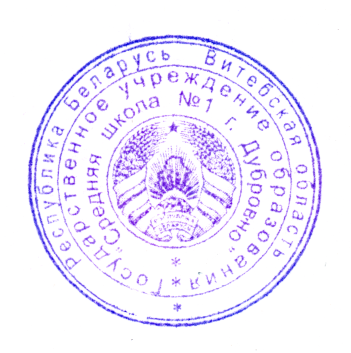 Республика Беларусь Витебская область
Государственное учреждение образования
"Средняя школа №1 г. Дубровно"